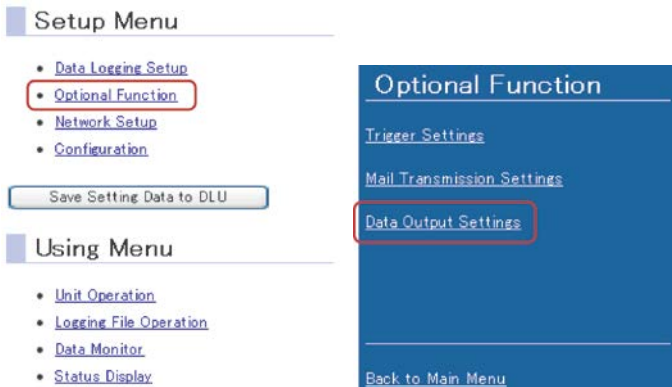 Setup Menu
Data Logging Setup
Optional Function
Network Setup
Configuration
Save Setting Data to DLU
Using Menu
Unit Operation
Logging File Operation
Data Monitor
Status Display
Optional Function
Trigger Settings
Mail Transmission Settings
Data Output Settings
Back to Main Menu